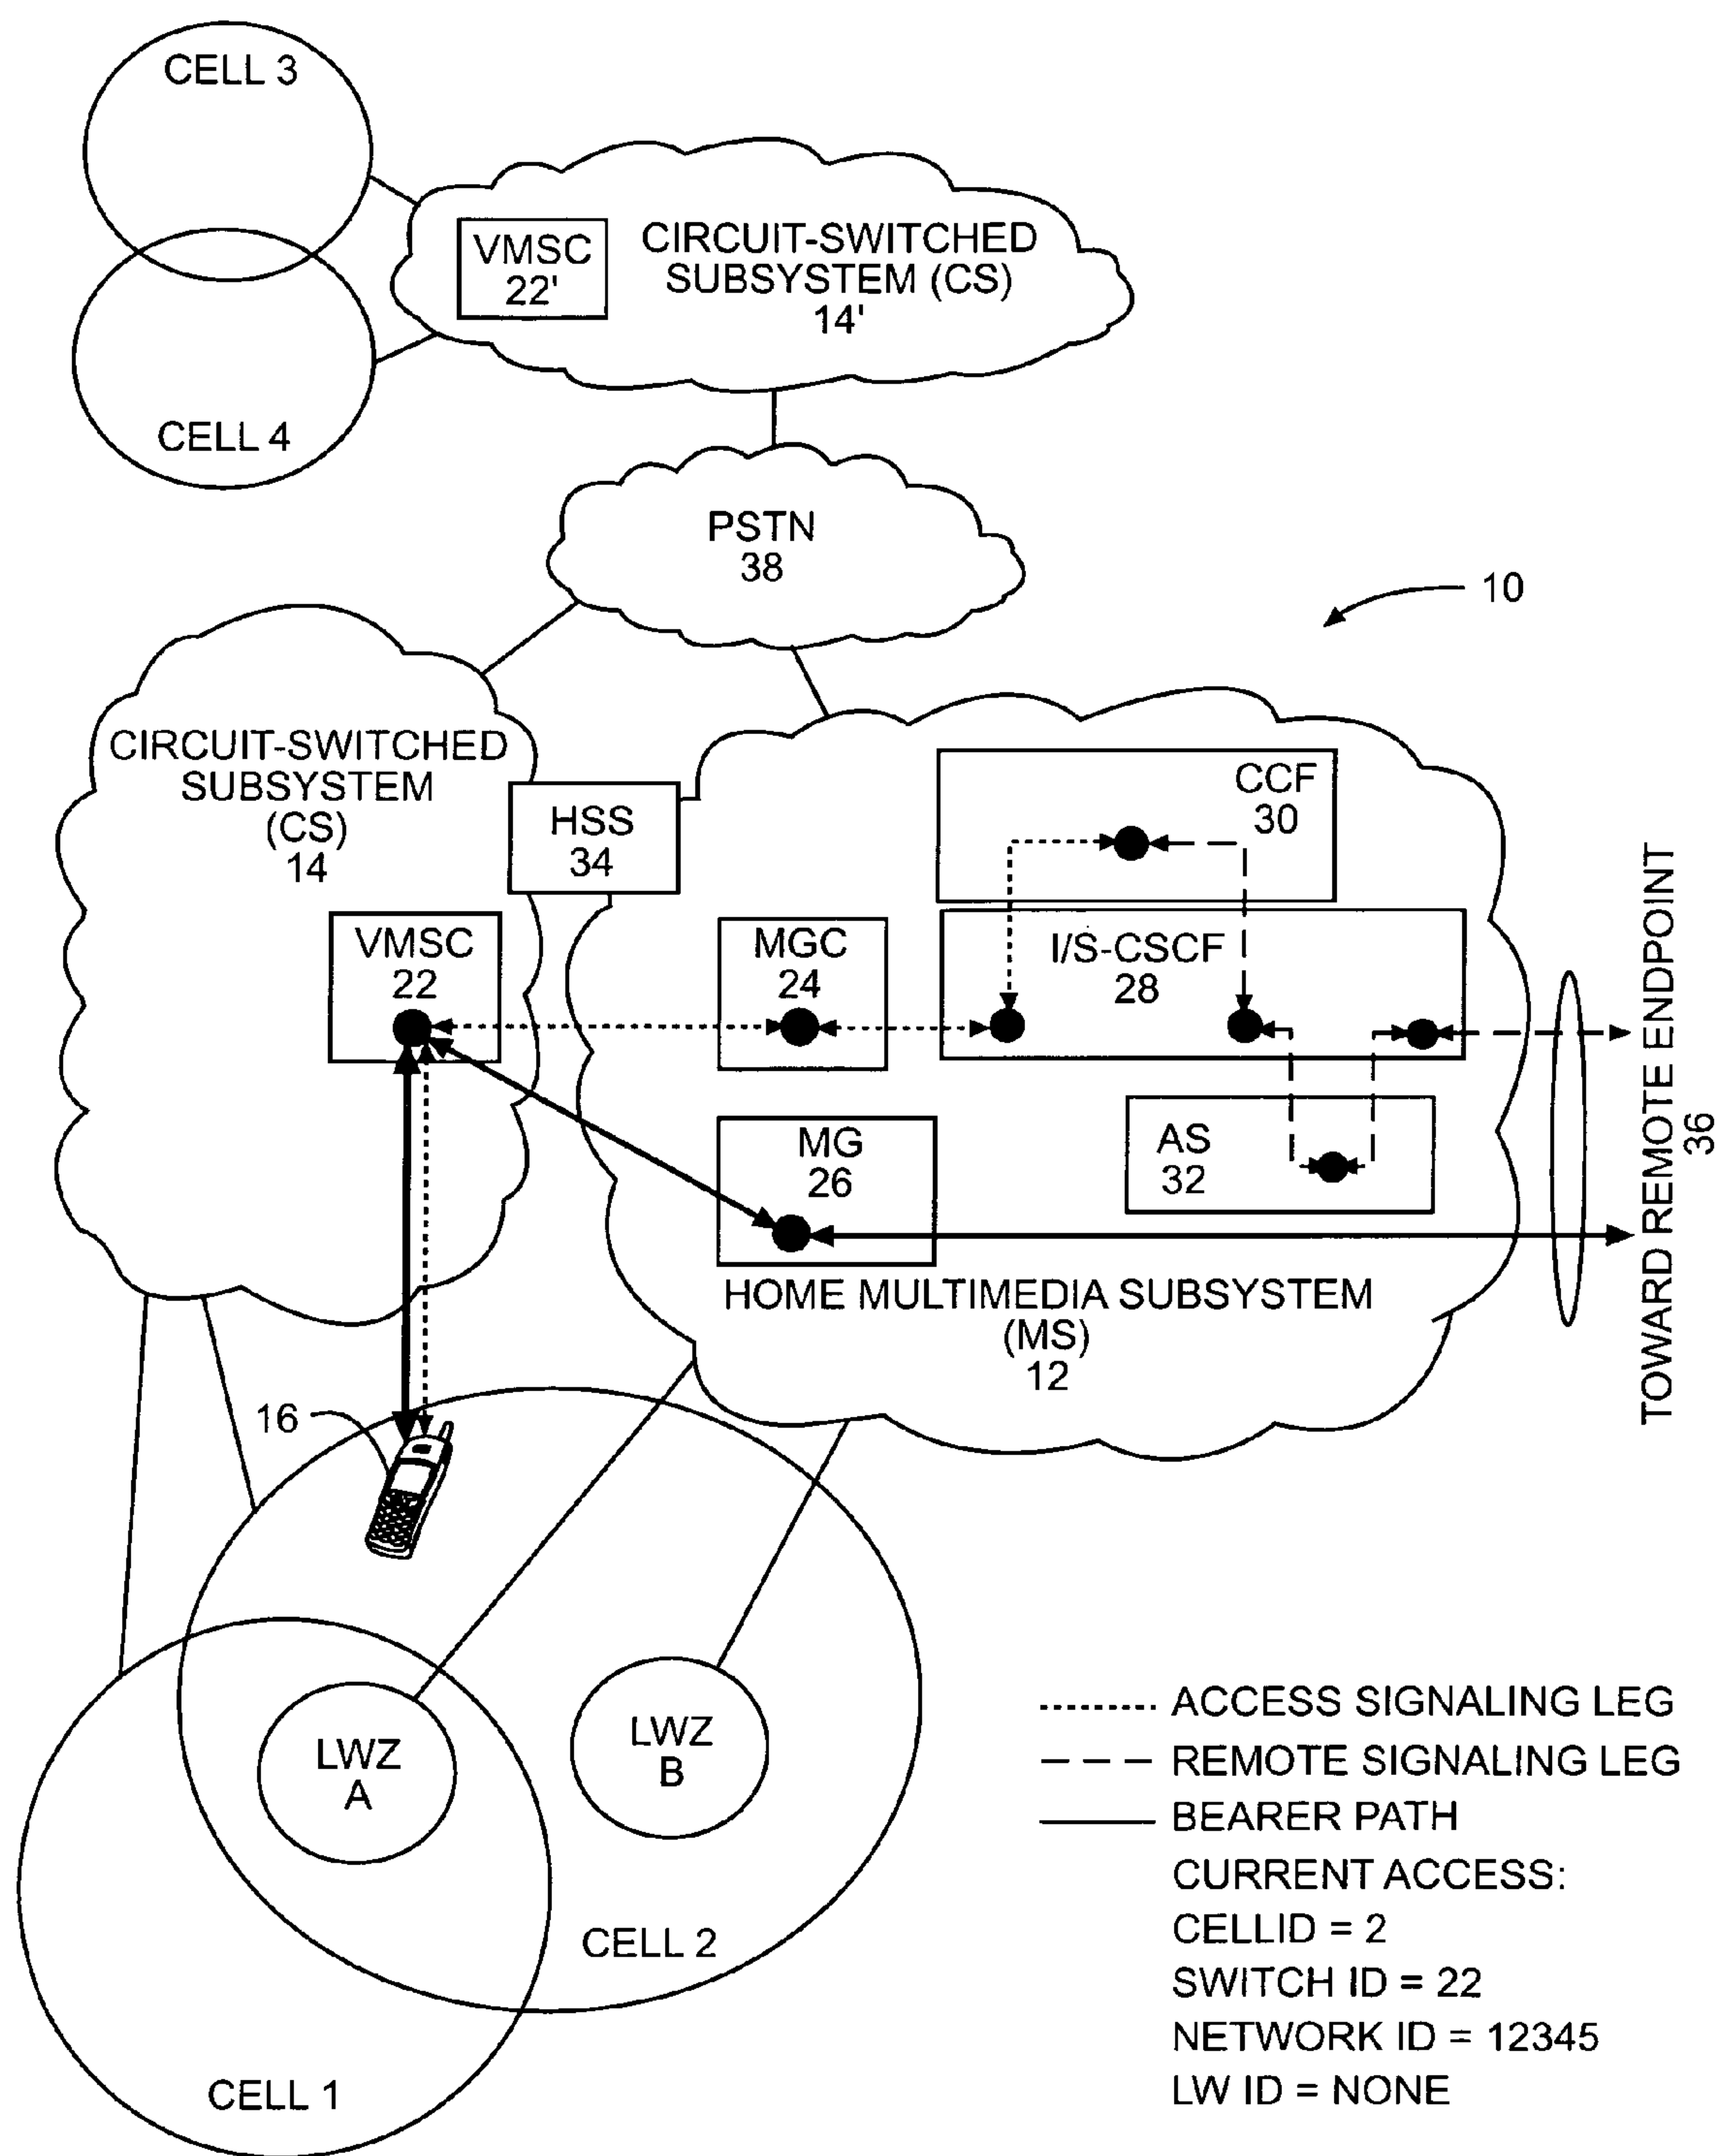 CELL 3
CIRCUIT-SWITCHED
SUBSYSTEM (CS)
14'
VMSC
22'
CELL 4
PSTN
38
10
CIRCUIT-SWITCHED
SUBSYSTEM
(CS)
14
HSS
34
CCF
30
VMSC
22
MGC
24
I/S-CSCF
28
MG
26
AS
32
TOWARD REMOTE ENDPOINT
36
HOME MULTIMEDIA SUBSYSTEM
(MS)
12
16
LWZ
A
LWZ
B
CELL 2
CELL 1
ACCESS SIGNALING LEG
REMOTE SIGNALING LEG
BEARER PATH
CURRENT ACCESS:
CELLID = 2
SWITCH ID = 22
NETWORK ID = 12345
LW ID = NONE